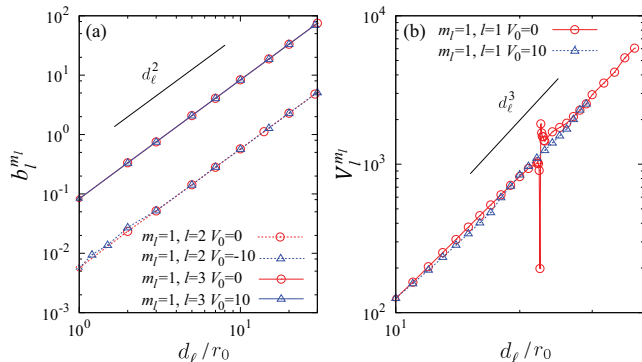 (a)
d_ℓ^2
b_l^{m_l}
10^2
10^1
10^0
10^{-1}
10^{-2}
10^{-3}
m_l=1, l=2 V_0=0
m_l=1, l=2 V_0=-10
m_l=1, l=3 V_0=0
m_l=1, l=3 V_0=10
10^0
10^1
d_ℓ/r_0
(b)
m_l=1, l=1 V_0=0
m_l=1, l=1 V_0=10
d_ℓ^3
V_l^{m_l}
10^4
10^3
10^2
10^1
d_ℓ/r_0